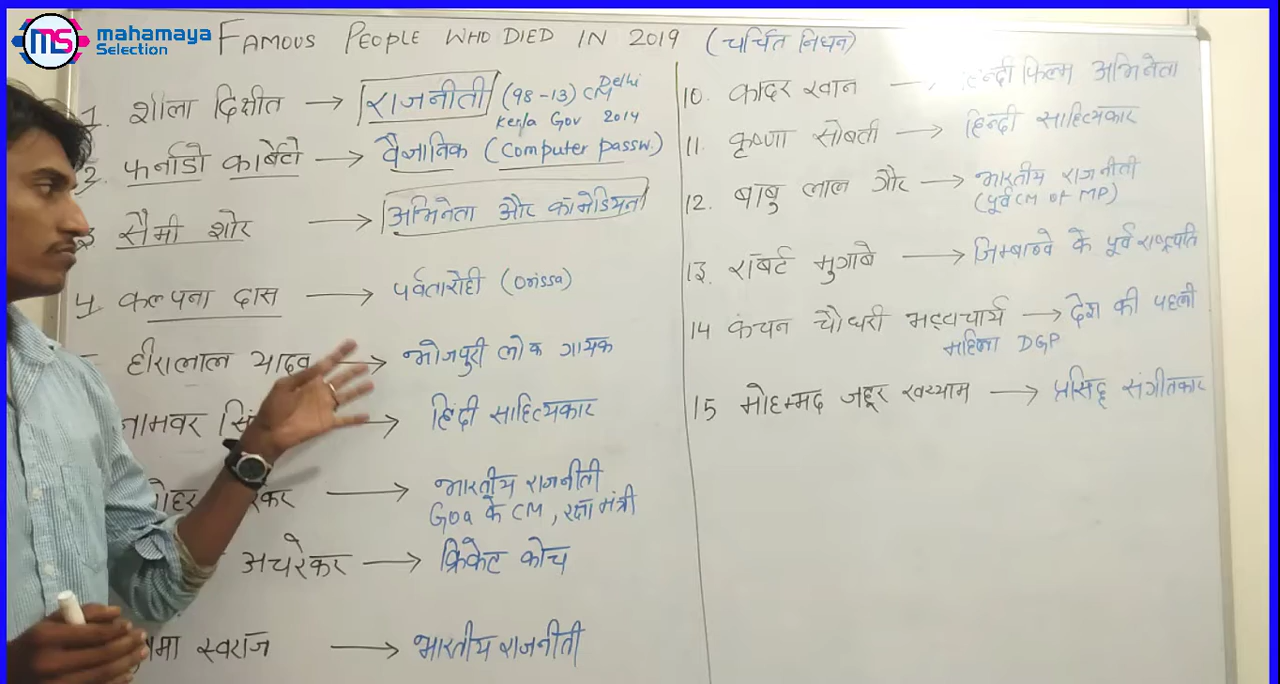 MS mahamaya
Selection
FAMOUS PEOPLE WHO DIED IN 2019 (चर्चित निधन)
1. शीला दिक्षीत → राजनीती (98-13) CM Delhi
Kerla Gov 2014
2. फर्नाडो कार्बेटो → वैज्ञानिक (Computer passw.)
सैमी शोर → अभिनेता और कॉमेडियन
4. कल्पना दास → पर्वतारोही (Orissa)
हीरालाल यादव → भोजपुरी लोक गायक
नामवर सिं → हिंदी साहित्यकार
→ भारतीय राजनीती
Goa के CM, रक्षा मंत्री
अचरेकर → क्रिकेट कोच
स्वराज → भारतीय राजनीती
10. कादर खान → हिन्दी फिल्म अभिनेता
11. कृष्णा सोबती → हिन्दी साहित्यकार
12. बाबु लाल गौर → भारतीय राजनीती
(पूर्व CM OF MP)
13. रॉबर्ट मुगाबे → जिम्बाब्वे के पूर्व राष्ट्रपति
14 कंचन चौधरी भट्टाचार्य → देश की पहली
महिला DGP
15 मोहम्मद जहूर खय्याम → प्रसिद्ध संगीतकार